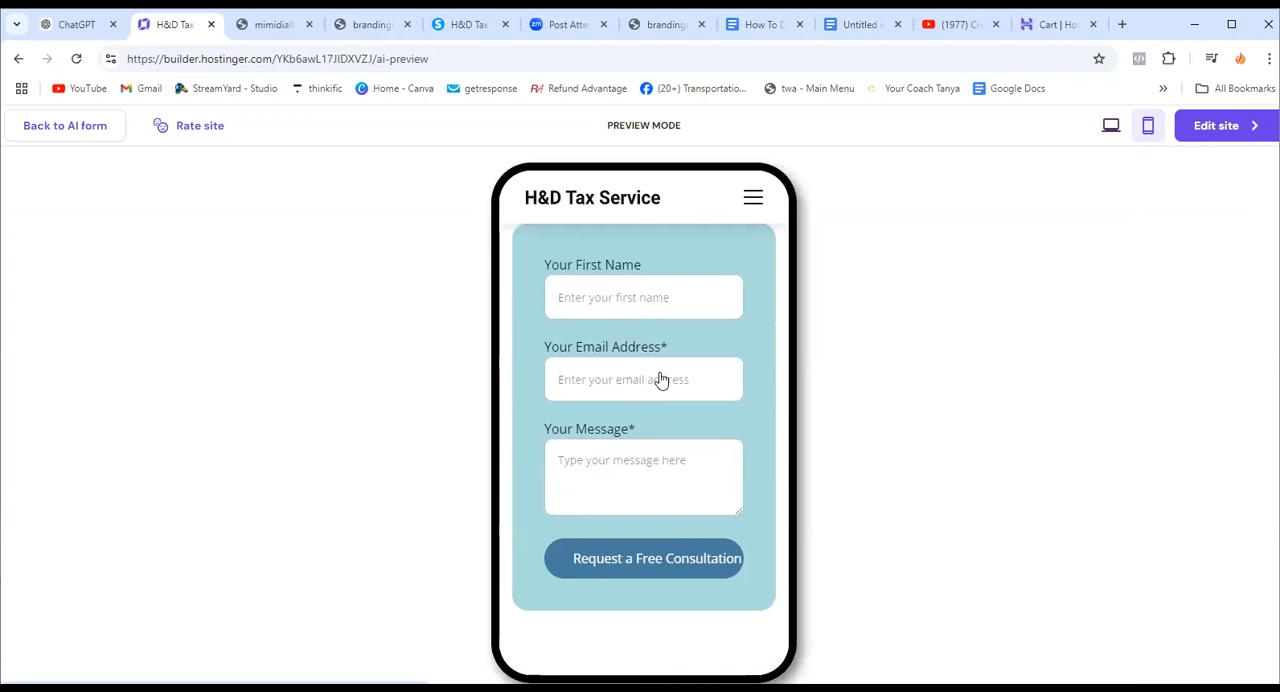 ChatGPT
H&D Tax
mimidiall
branding
H&D Tax
Post Atte
branding
How To D
Untitled
(1977) C
Cart | Ho
https://builder.hostinger.com/YKb6awL17JIDXVZJ/ai-preview
YouTube
Gmail
StreamYard - Studio
thinkific
Home - Canva
getresponse
Refund Advantage
(20+) Transportatio...
twa - Main Menu
Your Coach Tanya
Google Docs
All Bookmarks
Back to AI form
Rate site
PREVIEW MODE
Edit site
H&D Tax Service
Your First Name
Enter your first name
Your Email Address*
Enter your email address
Your Message*
Type your message here
Request a Free Consultation